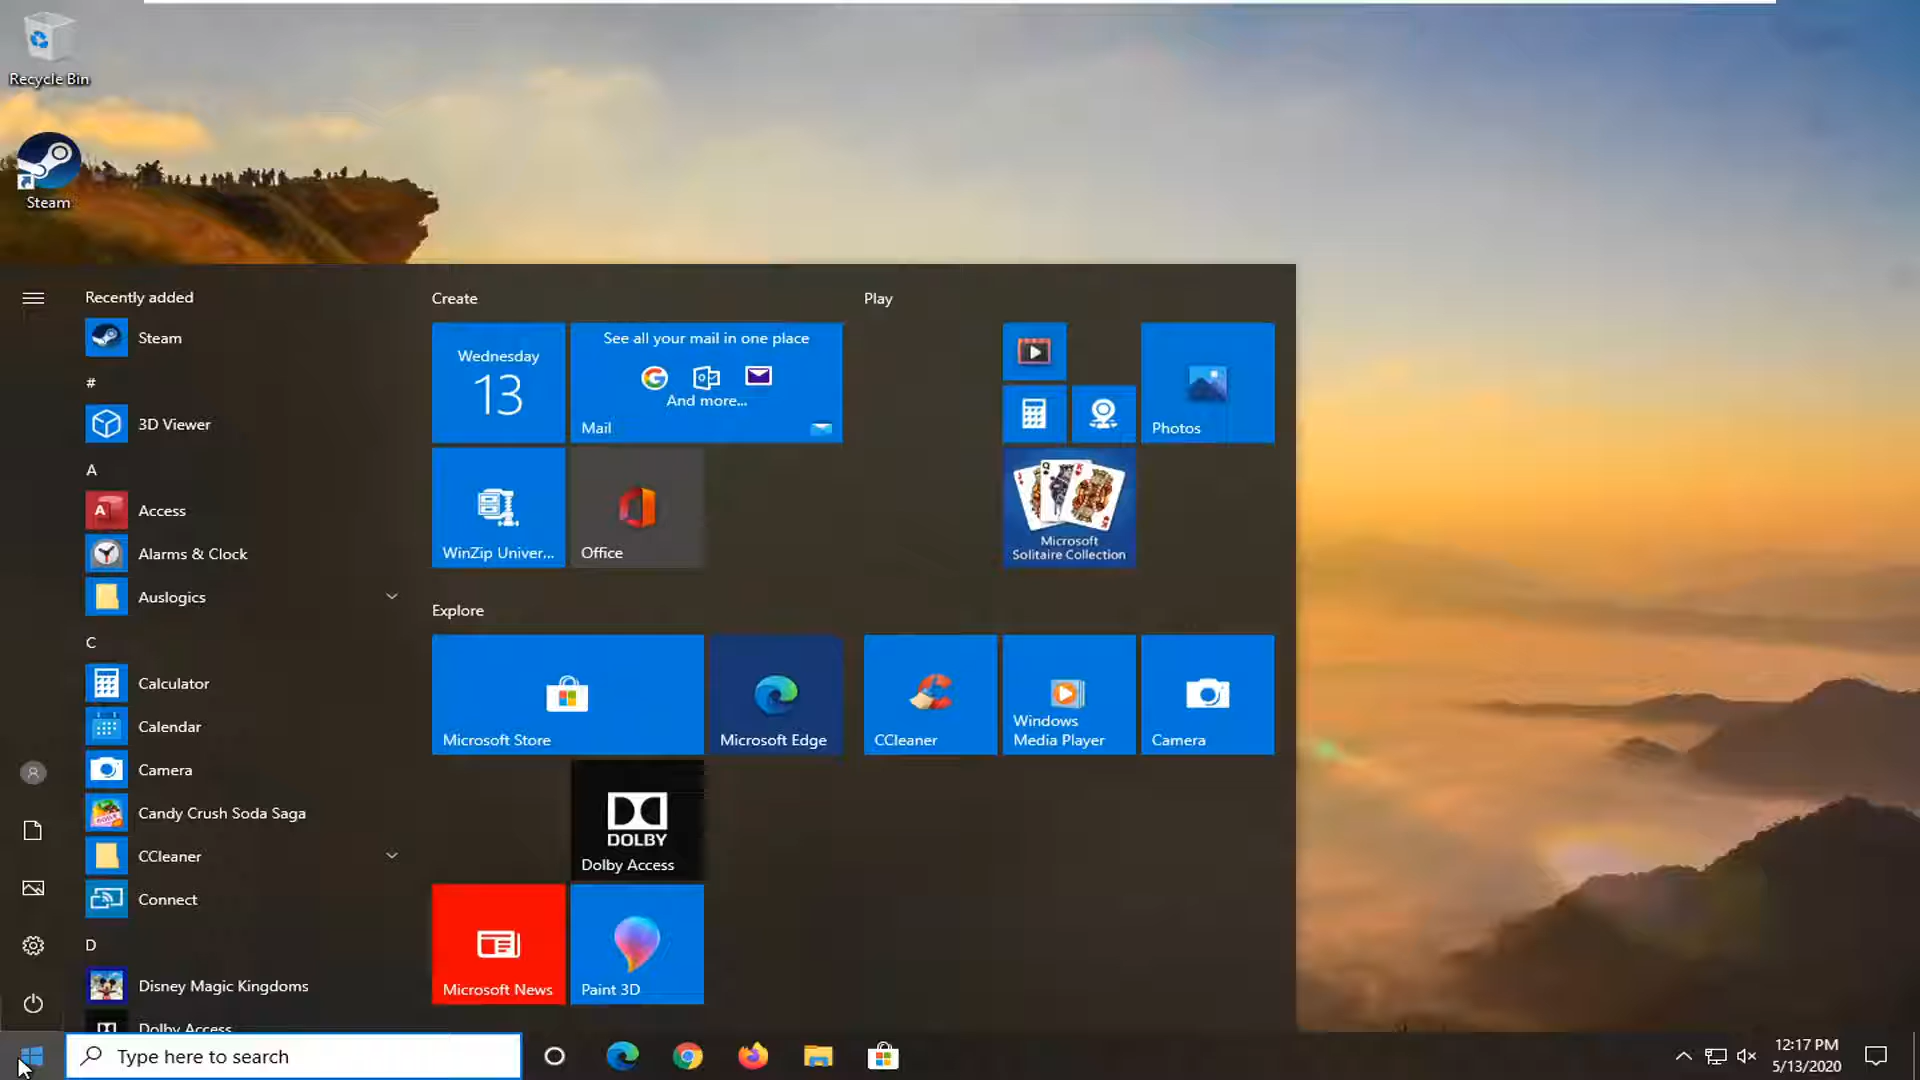 Recycle Bin
Steam
Recently added
Steam
#
3D Viewer
A
Access
Alarms & Clock
Auslogics
C
Calculator
Calendar
Camera
Candy Crush Soda Saga
CCleaner
Connect
D
Disney Magic Kingdoms
Dolby Access
Create
Wednesday
13
See all your mail in one place
And more...
Mail
WinZip Univer...
Office
Explore
Microsoft Store
Microsoft Edge
DOLBY
Dolby Access
Microsoft News
Paint 3D
Play
Photos
Microsoft
Solitaire Collection
CCleaner
Windows
Media Player
Camera
Type here to search
12:17 PM
5/13/2020